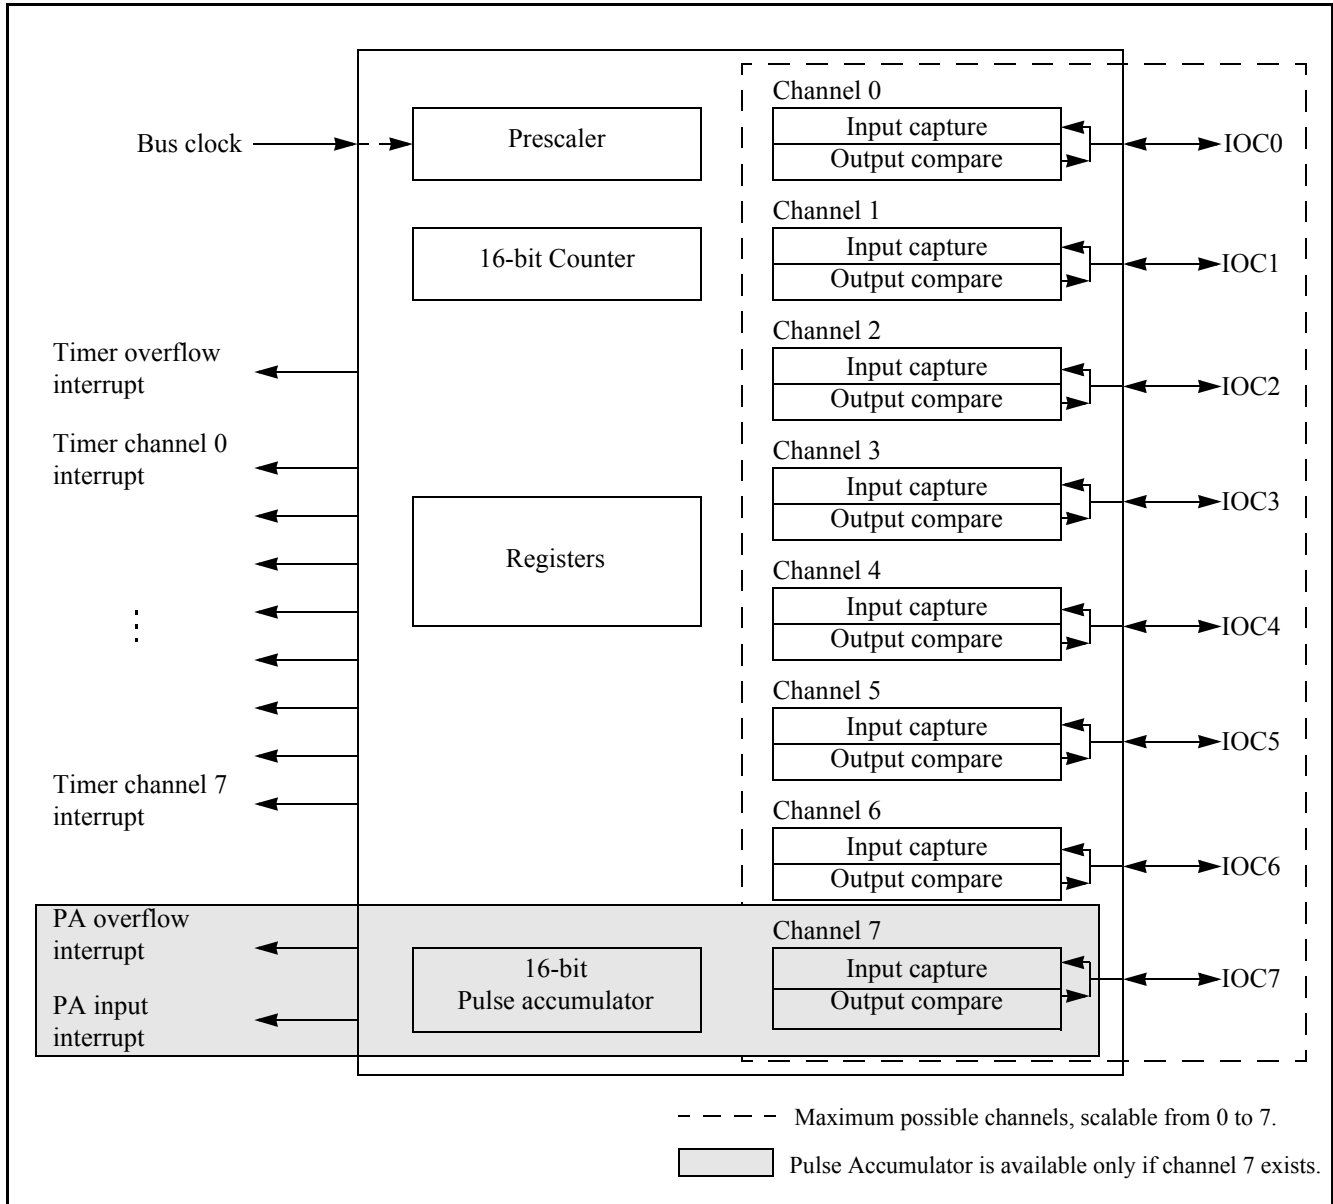 Bus clock
Prescaler
16-bit Counter
Timer overflow
interrupt
Timer channel 0
interrupt
Registers
Timer channel 7
interrupt
PA overflow
interrupt
PA input
interrupt
16-bit
Pulse accumulator
Channel 0
Input capture
Output compare
IOC0
Channel 1
Input capture
Output compare
IOC1
Channel 2
Input capture
Output compare
IOC2
Channel 3
Input capture
Output compare
IOC3
Channel 4
Input capture
Output compare
IOC4
Channel 5
Input capture
Output compare
IOC5
Channel 6
Input capture
Output compare
IOC6
Channel 7
Input capture
Output compare
IOC7
Maximum possible channels, scalable from 0 to 7.
Pulse Accumulator is available only if channel 7 exists.